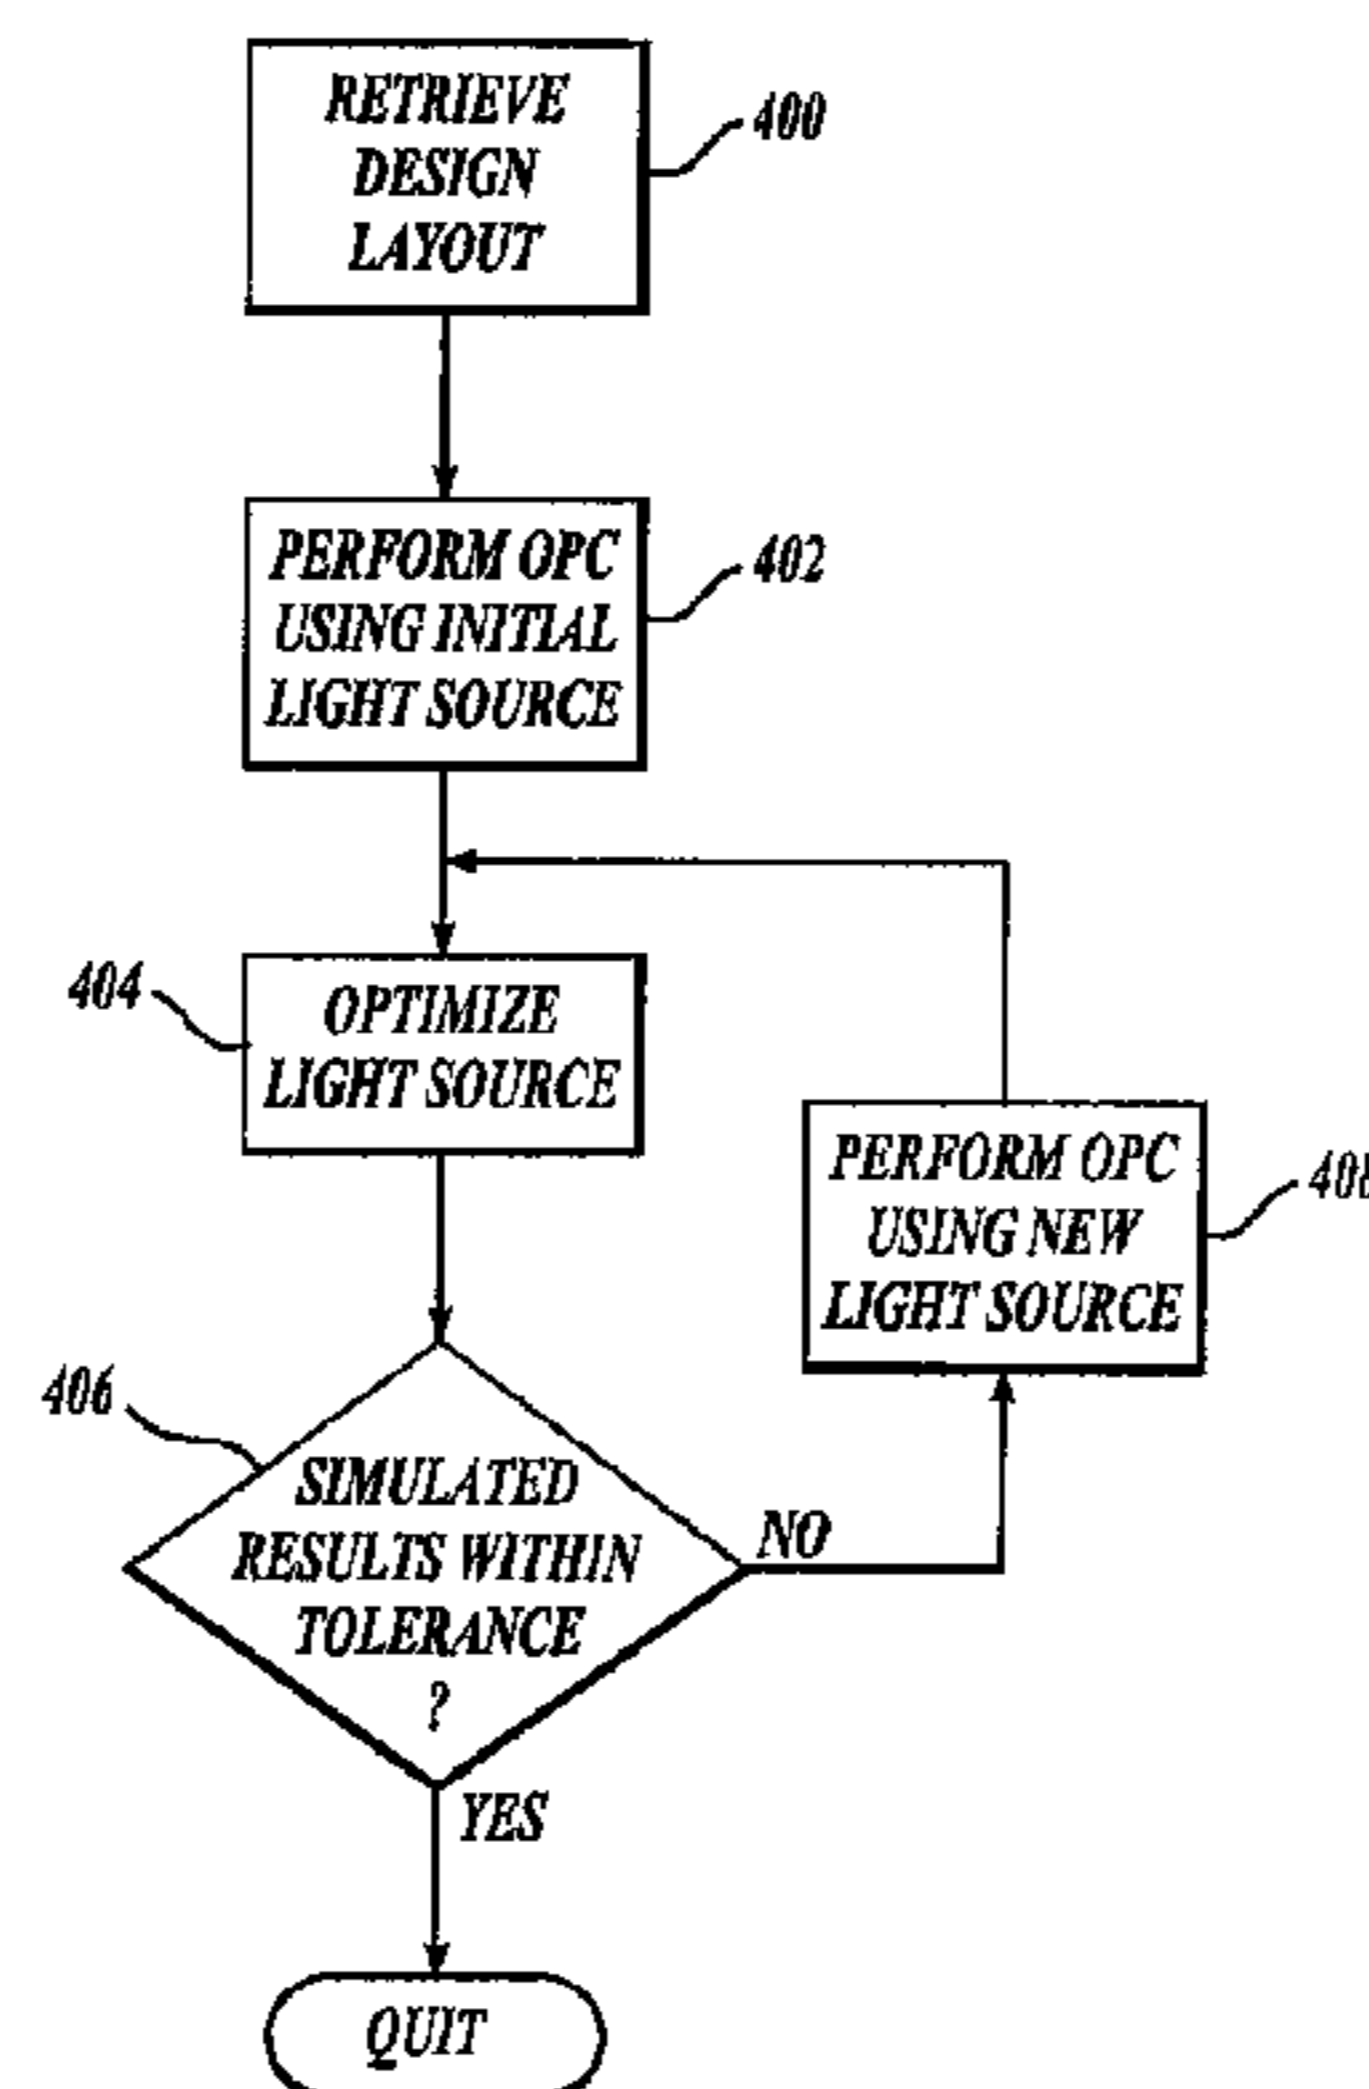 RETRIEVE
DESIGN
LAYOUT
400
PERFORM OPC
USING INITIAL
LIGHT SOURCE
402
404
OPTIMIZE
LIGHT SOURCE
PERFORM OPC
USING NEW
LIGHT SOURCE
406
SIMULATED
RESULTS WITHIN
TOLERANCE
?
NO
YES
QUIT